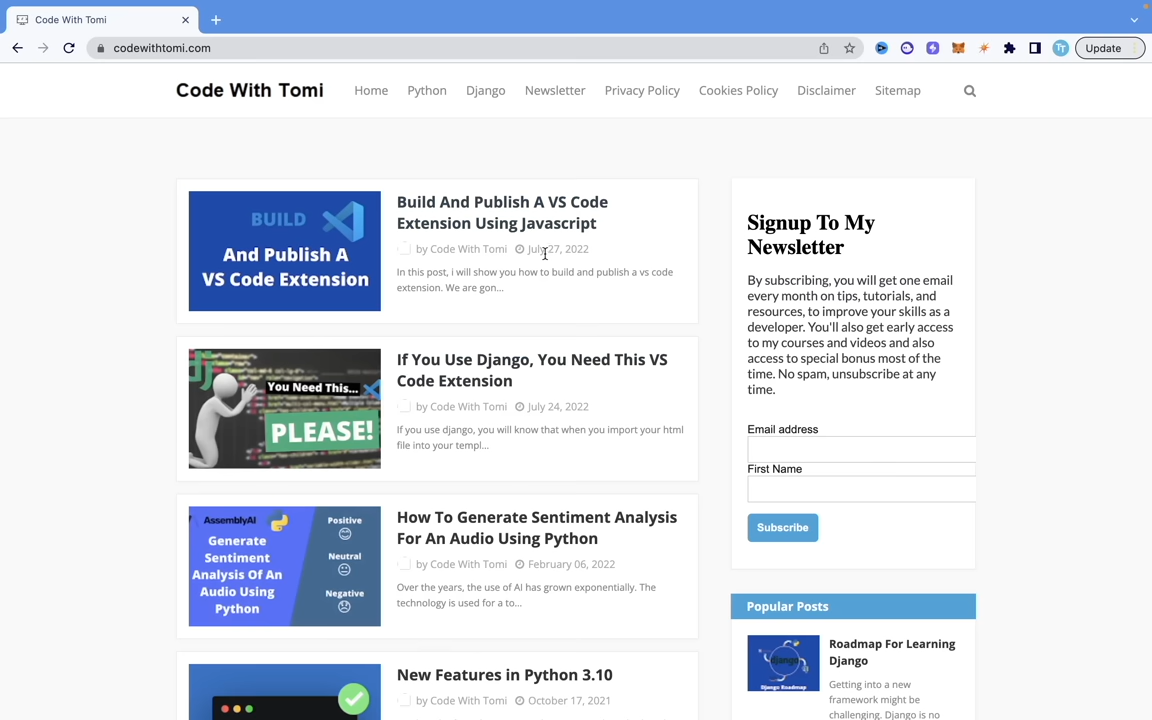 Code With Tomi
codewithtomi.com
Update
TT
Code With Tomi
Home Python Django Newsletter Privacy Policy Cookies Policy Disclaimer Sitemap
BUILD
And Publish A
VS Code Extension
Build And Publish A VS Code
Extension Using Javascript
by Code With Tomi July 27, 2022
In this post, i will show you how to build and publish a vs code
extension. We are gon...
dj
You Need This...
PLEASE!
If You Use Django, You Need This VS
Code Extension
by Code With Tomi July 24, 2022
If you use django, you will know that when you import your html
file into your templ...
AssemblyAI
Generate
Sentiment
Analysis Of An
Audio Using
Python
Positive
Neutral
Negative
How To Generate Sentiment Analysis
For An Audio Using Python
by Code With Tomi February 06, 2022
Over the years, the use of AI has grown exponentially. The
technology is used for a to...
New Features in Python 3.10
by Code With Tomi October 17, 2021
Signup To My
Newsletter
By subscribing, you will get one email
every month on tips, tutorials, and
resources, to improve your skills as a
developer. You'll also get early access
to my courses and videos and also
access to special bonus most of the
time. No spam, unsubscribe at any
time.
Email address
First Name
Subscribe
Popular Posts
django
Django Roadmap
Roadmap For Learning
Django
Getting into a new
framework might be
challenging. Django is no